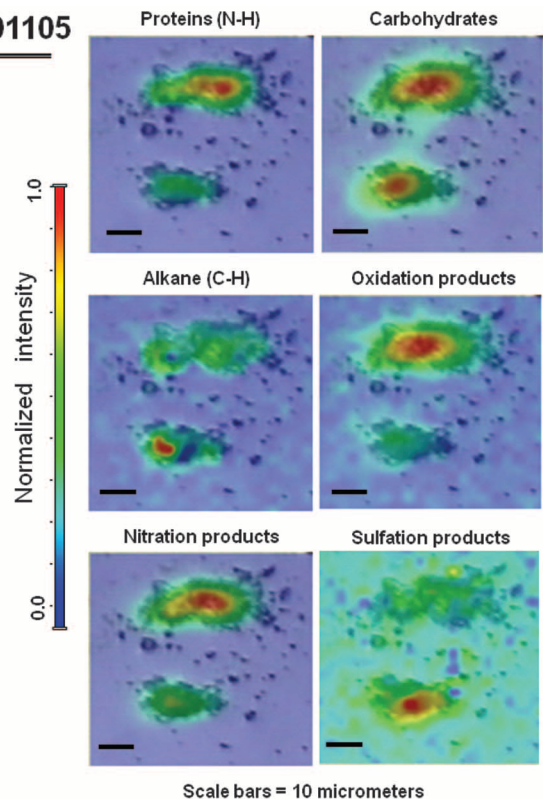 01105
Proteins (N-H) Carbohydrates
1.0
Normalized intensity
0.0
Alkane (C-H) Oxidation products
Nitration products Sulfation products
Scale bars = 10 micrometers